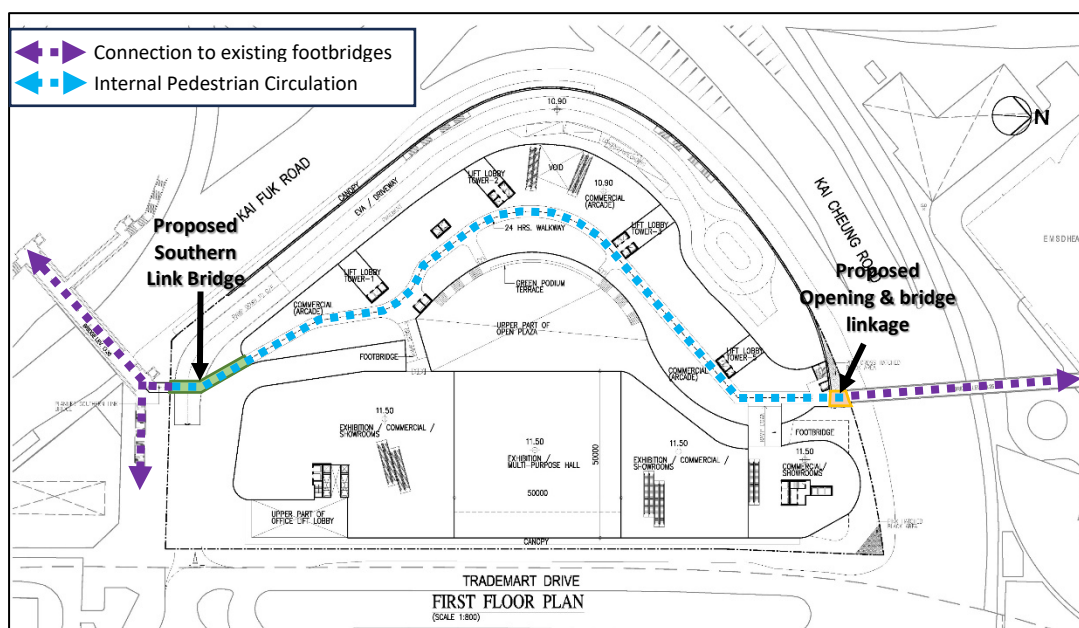 Connection to existing footbridges
Internal Pedestrian Circulation
N
10.90
KAI FUK ROAD
CANOPY
EVA / DRIVEWAY
LIFT LOBBY
TOWER-2
VOID
10.90
COMMERCIAL
(ARCADE)
24 HRS. WALKWAY
LIFT LOBBY
TOWER-3
KAI CHEUNG ROAD
Proposed
Southern
Link Bridge
LIFT LOBBY
TOWER-1
COMMERCIAL
(ARCADE)
GREEN PODIUM
TERRACE
UPPER PART OF
OPEN PLAZA
FOOTBRIDGE
Proposed
Opening & bridge
linkage
LIFT LOBBY
TOWER-5
COMMERCIAL
(ARCADE)
FOOTBRIDGE
11.50
EXHIBITION / COMMERCIAL /
SHOWROOMS
11.50
EXHIBITION /
MULTI-PURPOSE HALL
50000
50000
11.50
EXHIBITION / COMMERCIAL
/ SHOWROOMS
11.50
COMMERCIAL/
SHOWROOMS
UPPER PART OF
OFFICE LIFT LOBBY
CANOPY
TRADEMART DRIVE
FIRST FLOOR PLAN
(SCALE 1:800)